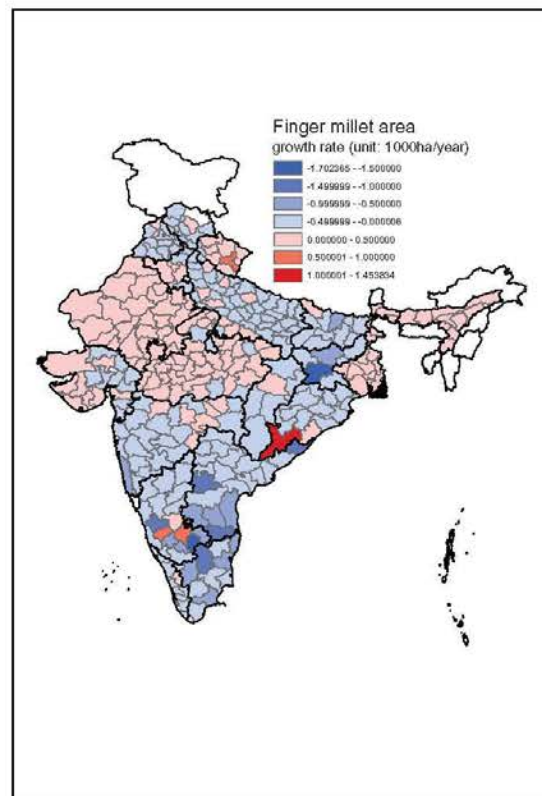 Finger millet area
growth rate (unit: 1000ha/year)
-1.702365 - -1.500000
-1.499999 - -1.000000
-0.999999 - -0.500000
-0.499999 - -0.000006
0.000000 - 0.500000
0.500001 - 1.000000
1.000001 - 1.453834